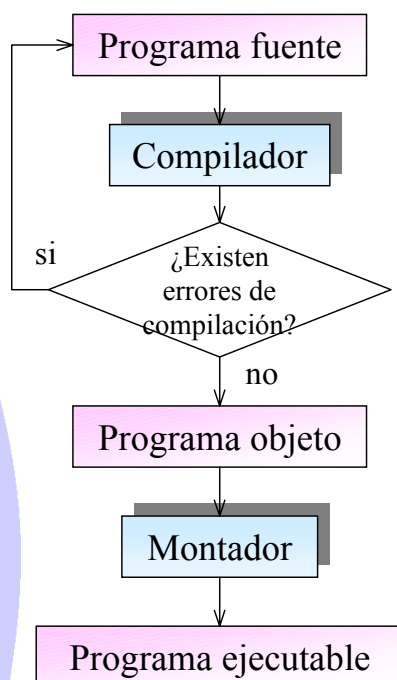 Programa fuente
Compilador
si
¿Existen
errores de
compilación?
no
Programa objeto
Montador
Programa ejecutable